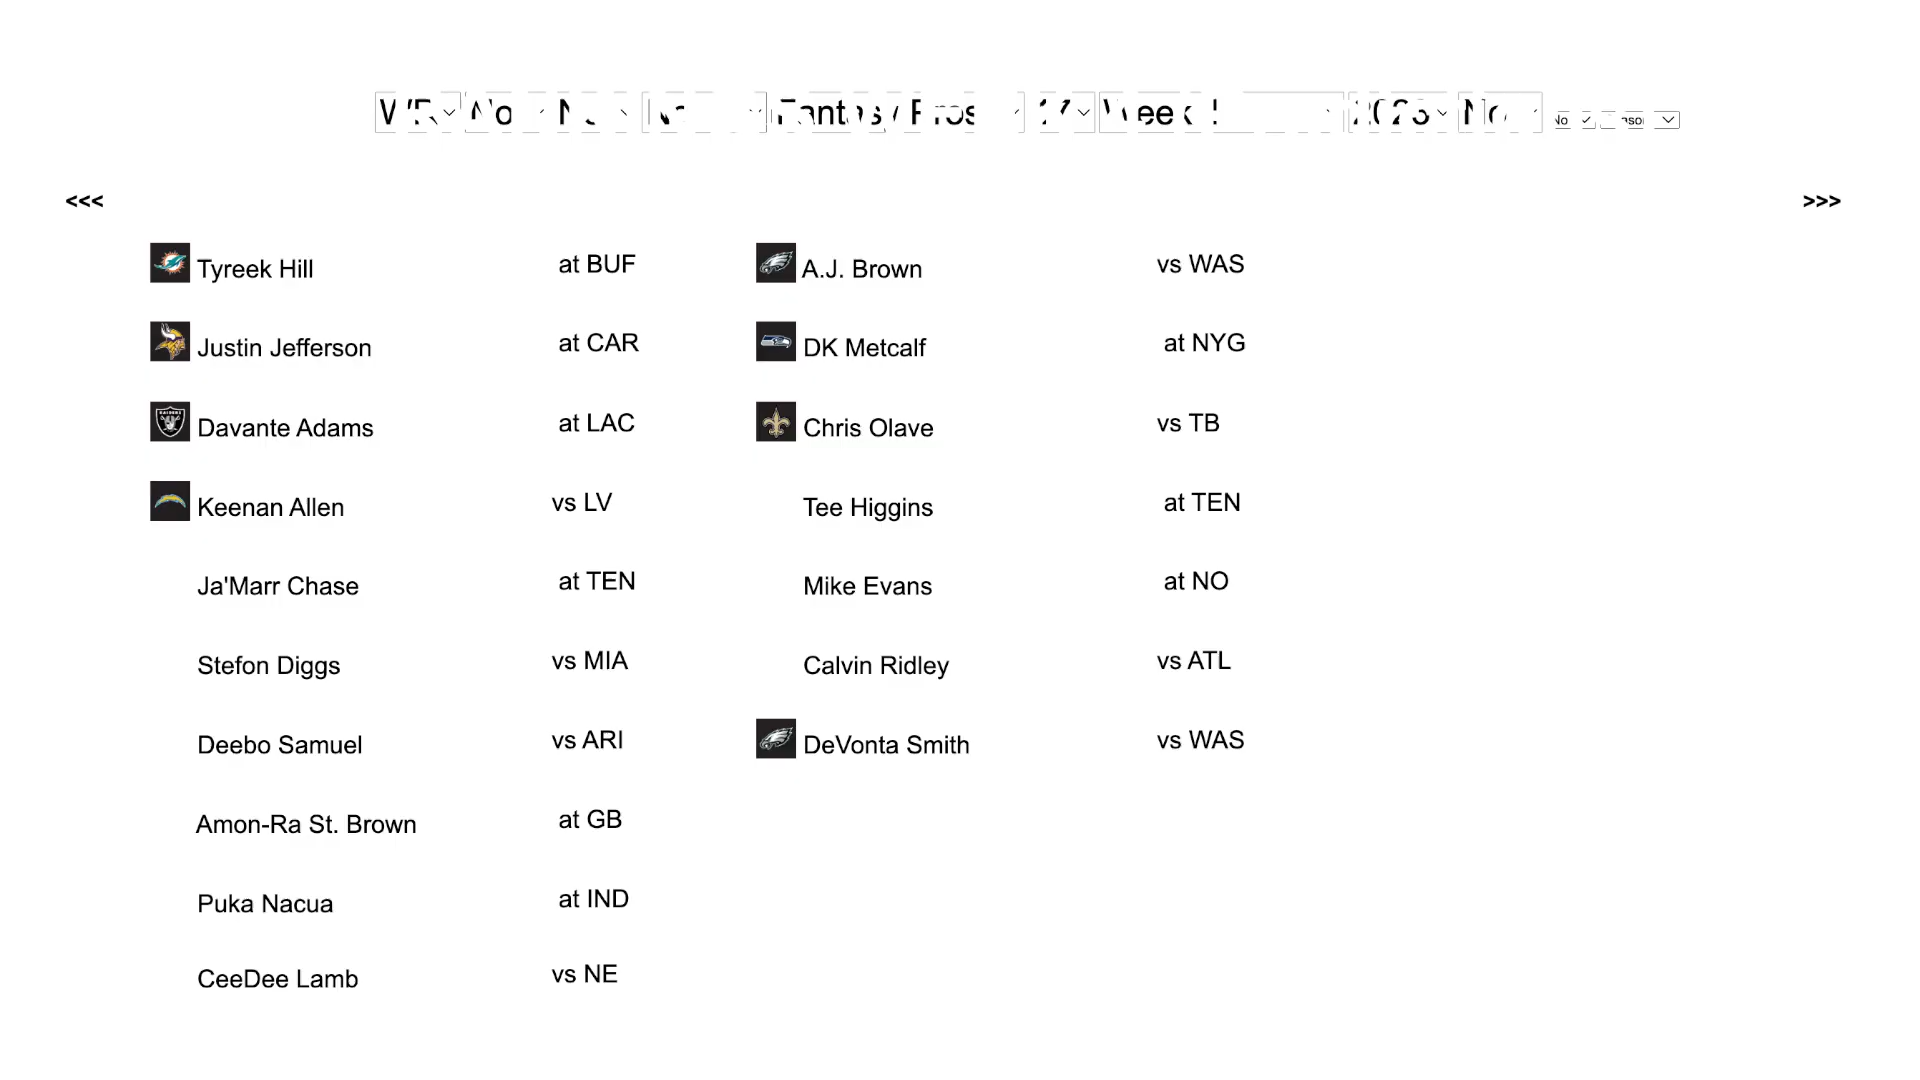 Fantasy Pros
<<< >>>
Tyreek Hill at BUF
Justin Jefferson at CAR
Davante Adams at LAC
Keenan Allen vs LV
Ja'Marr Chase at TEN
Stefon Diggs vs MIA
Deebo Samuel vs ARI
Amon-Ra St. Brown at GB
Puka Nacua at IND
CeeDee Lamb vs NE
A.J. Brown vs WAS
DK Metcalf at NYG
Chris Olave vs TB
Tee Higgins at TEN
Mike Evans at NO
Calvin Ridley vs ATL
DeVonta Smith vs WAS